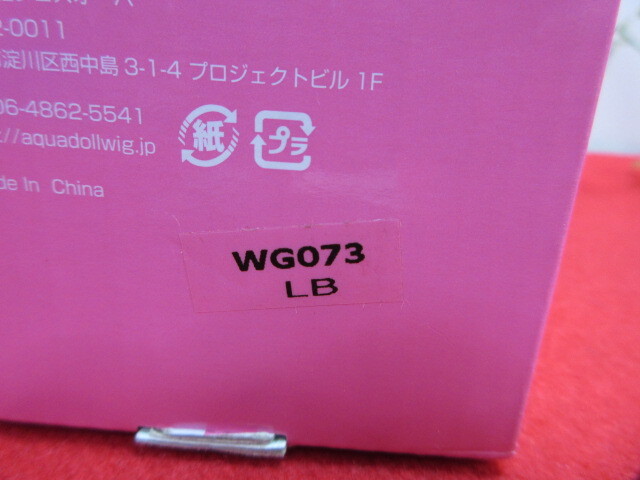 2-0011
淀川区西中島 3-1-4 プロジェクトビル 1F
06-4862-5541
://aquadollwig.jp
紙
プラ
de In China
WG073
LB